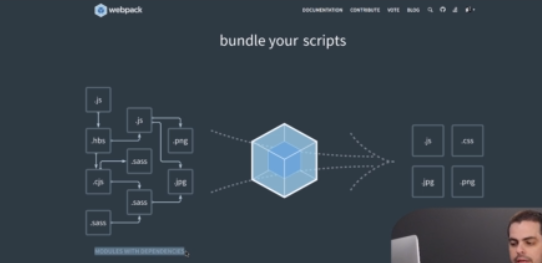 webpack
DOCUMENTATION CONTRIBUTE VOTE BLOG
bundle your scripts
.js
.js
.hbs
.png
.sass
.cjs
.jpg
.sass
.sass
.js .css
.jpg .png
MODULES WITH DEPENDENCIES